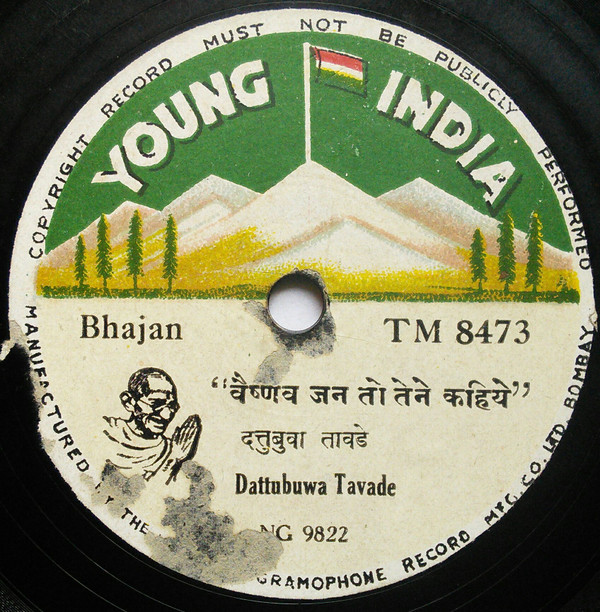 COPYRIGHT RECORD MUST NOT BE PUBLICLY PERFORMED
YOUNG INDIA
Bhajan TM 8473
“वैष्णव जन तो तेने कहिये”
दत्तुबुवा तावडे
Dattubuwa Tavade
NG 9822
MANUFACTURED BY THE GRAMOPHONE RECORD MFG. CO. LTD. BOMBAY